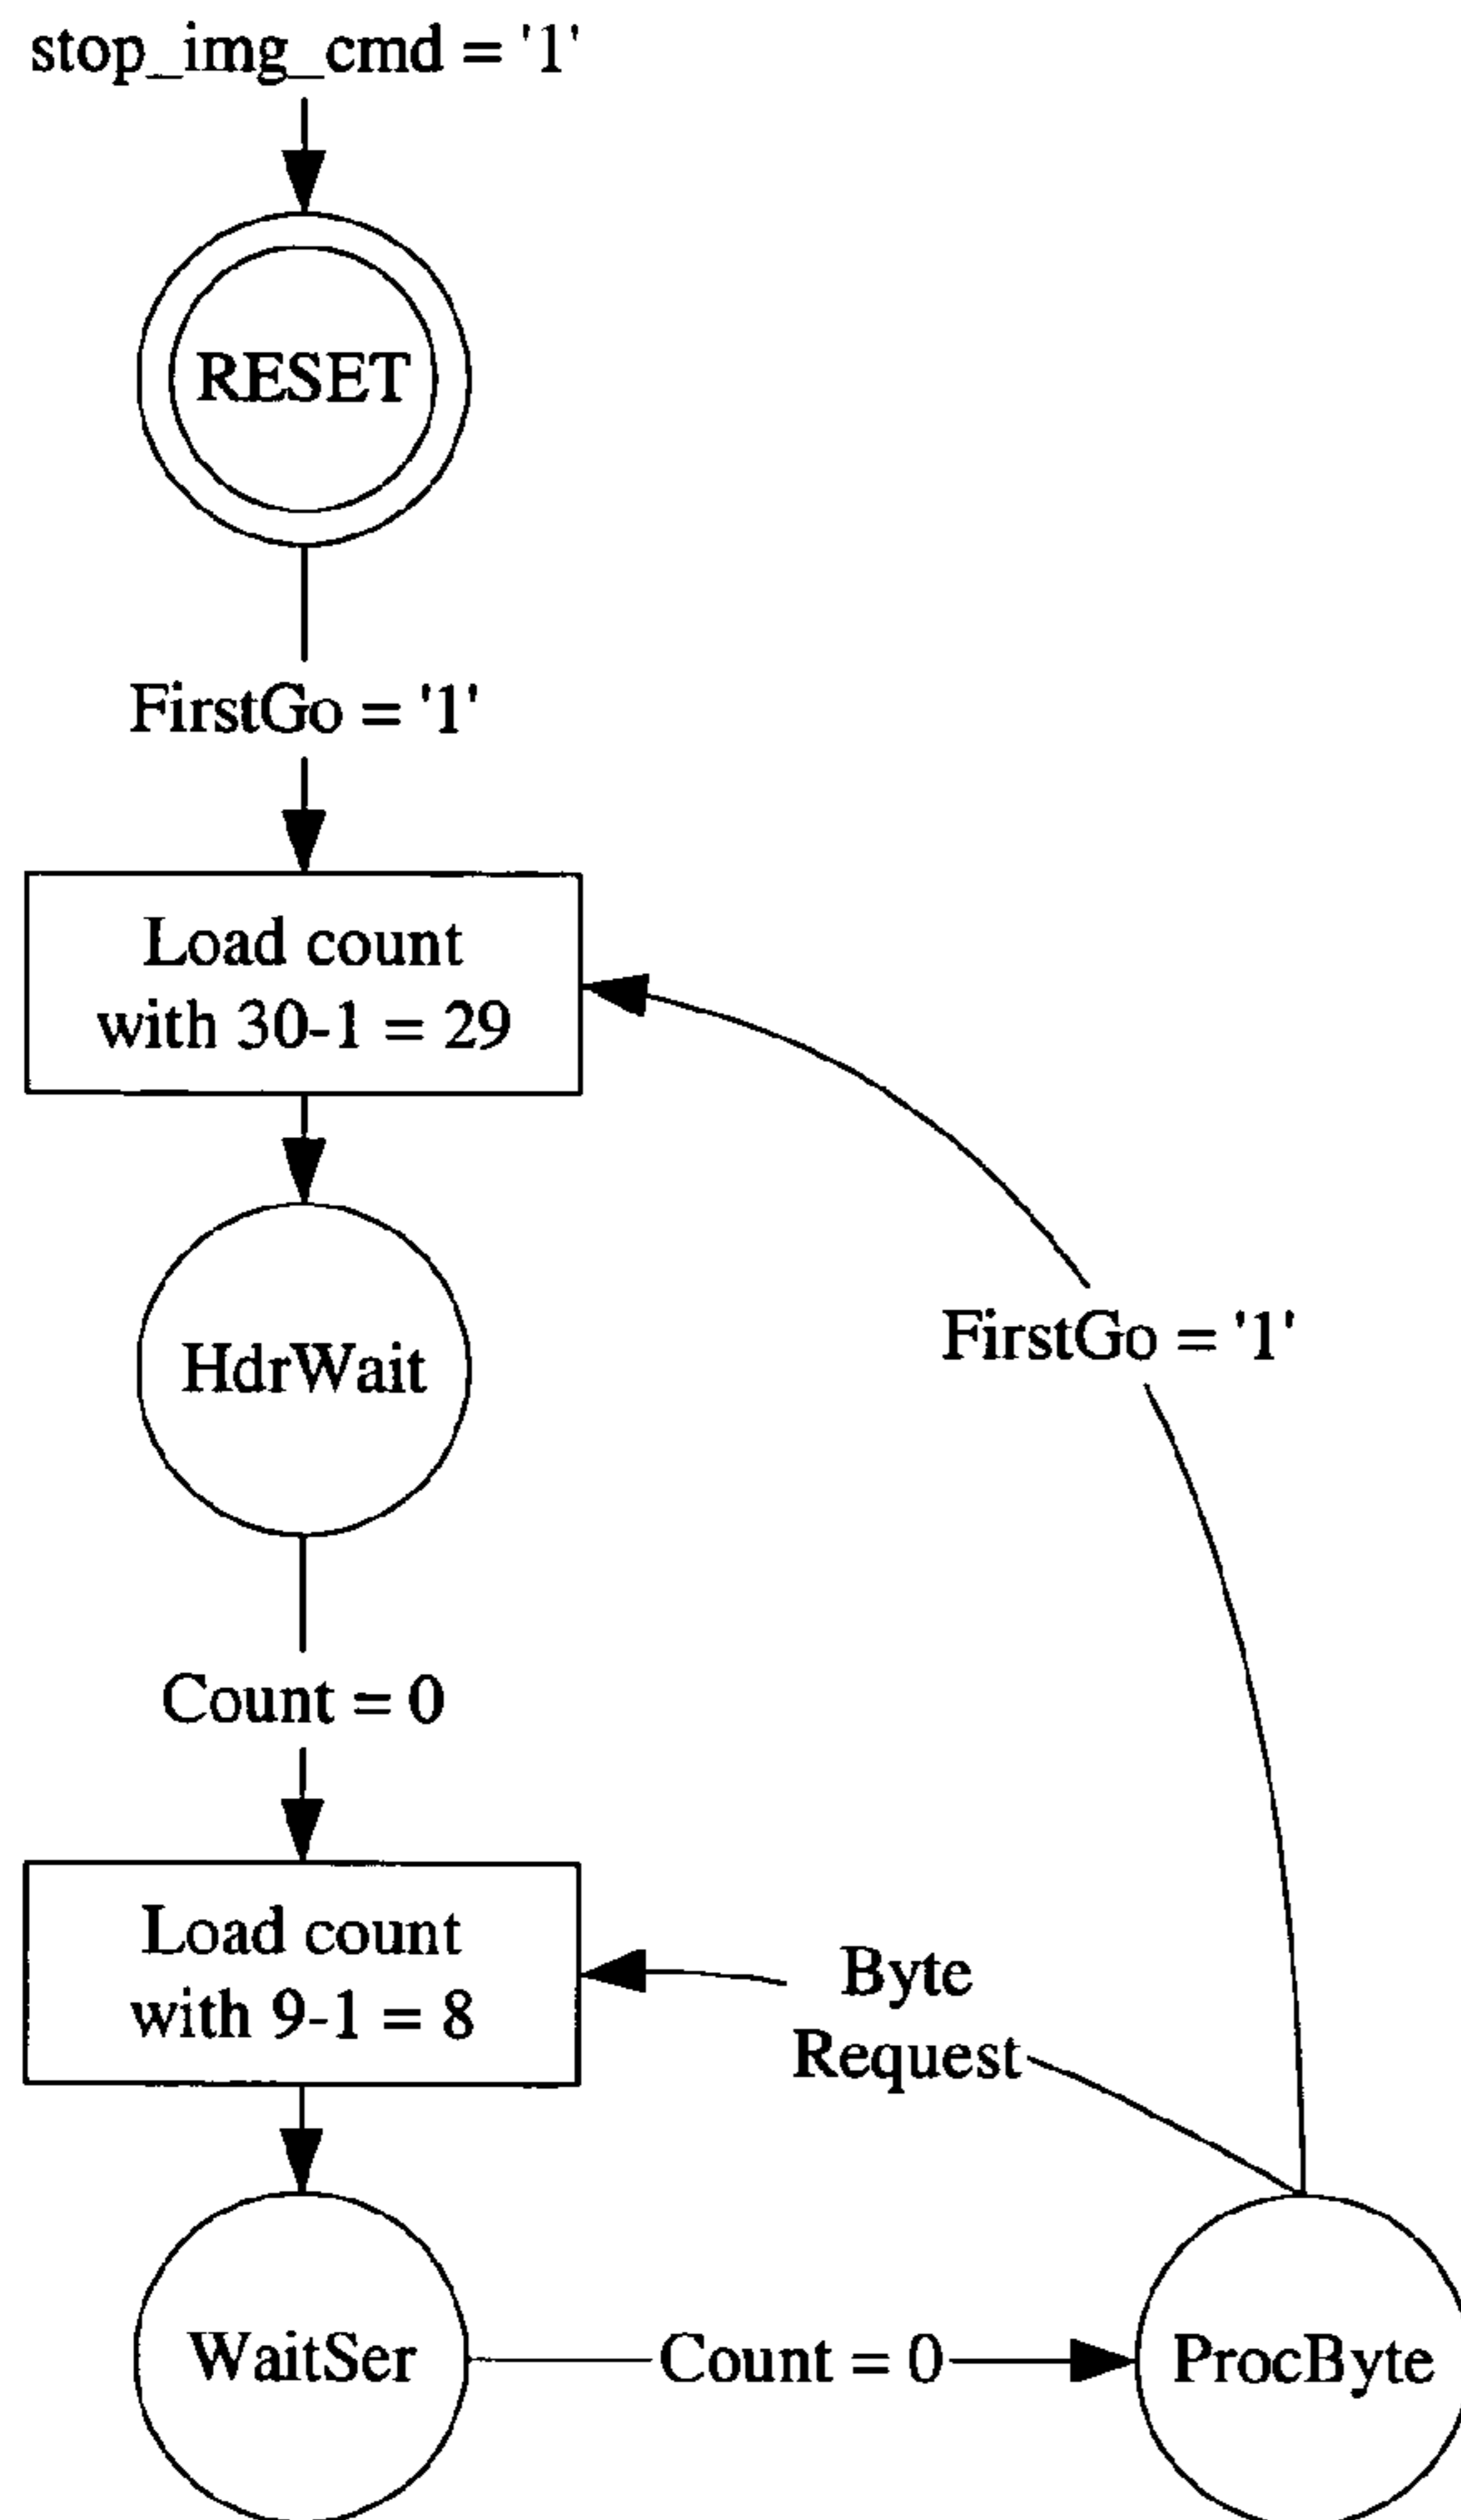 stop_img_cmd = '1'
RESET
FirstGo = '1'
Load count
with 30-1 = 29
HdrWait
FirstGo = '1'
Count = 0
Load count
with 9-1 = 8
Byte
Request
WaitSer
Count = 0
ProcByte